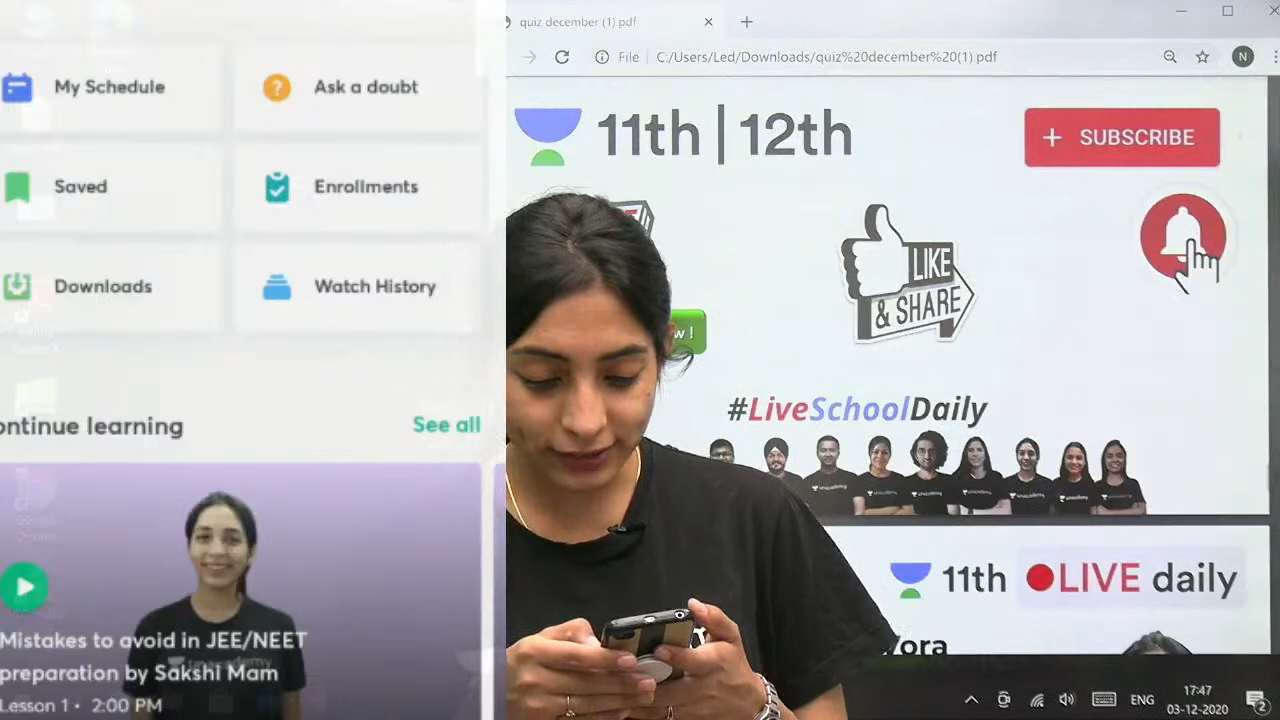 My Schedule
Ask a doubt
Saved
Enrollments
Downloads
Watch History
ontinue learning
See all
Mistakes to avoid in JEE/NEET
preparation by Sakshi Mam
Lesson 1 • 2:00 PM
quiz december (1).pdf
File
C:/Users/Led/Downloads/quiz%20december%20(1).pdf
N
11th | 12th
+ SUBSCRIBE
LIKE
& SHARE
w !
#LiveSchoolDaily
11th LIVE daily
Vora
ENG
17:47
03-12-2020
2